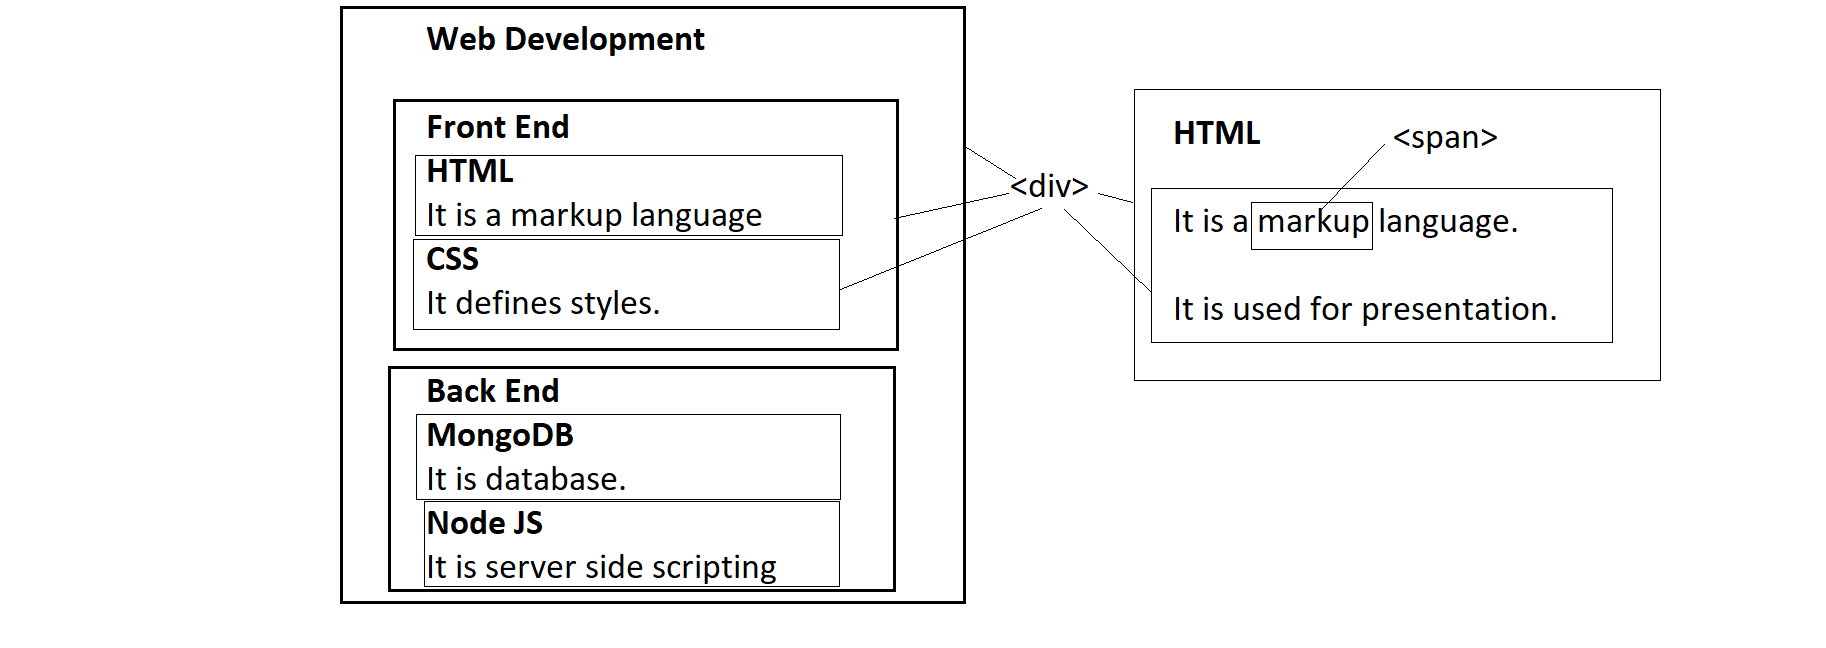 Web Development
Front End
HTML
It is a markup language
CSS
It defines styles.
Back End
MongoDB
It is database.
Node JS
It is server side scripting
<div>
HTML
<span>
It is a markup language.
It is used for presentation.